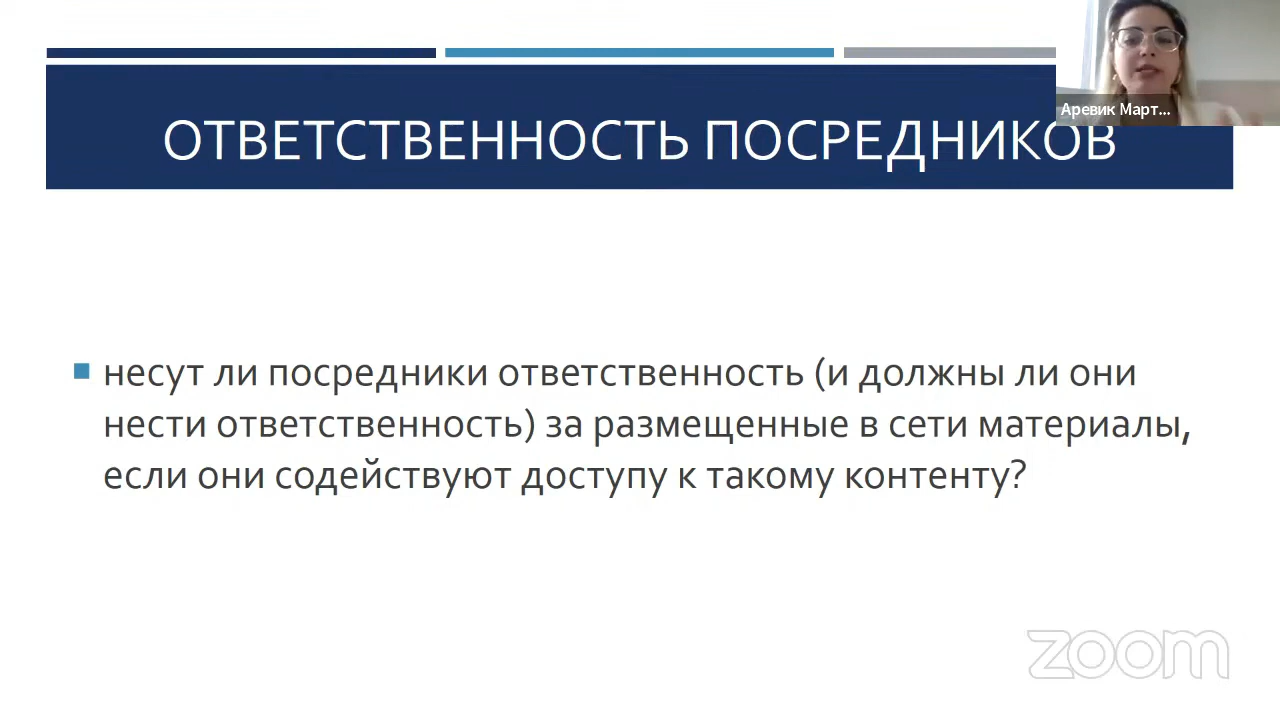 Аревик Март...
ОТВЕТСТВЕННОСТЬ ПОСРЕДНИКОВ
несут ли посредники ответственность (и должны ли они
нести ответственность) за размещенные в сети материалы,
если они содействуют доступу к такому контенту?
zoom